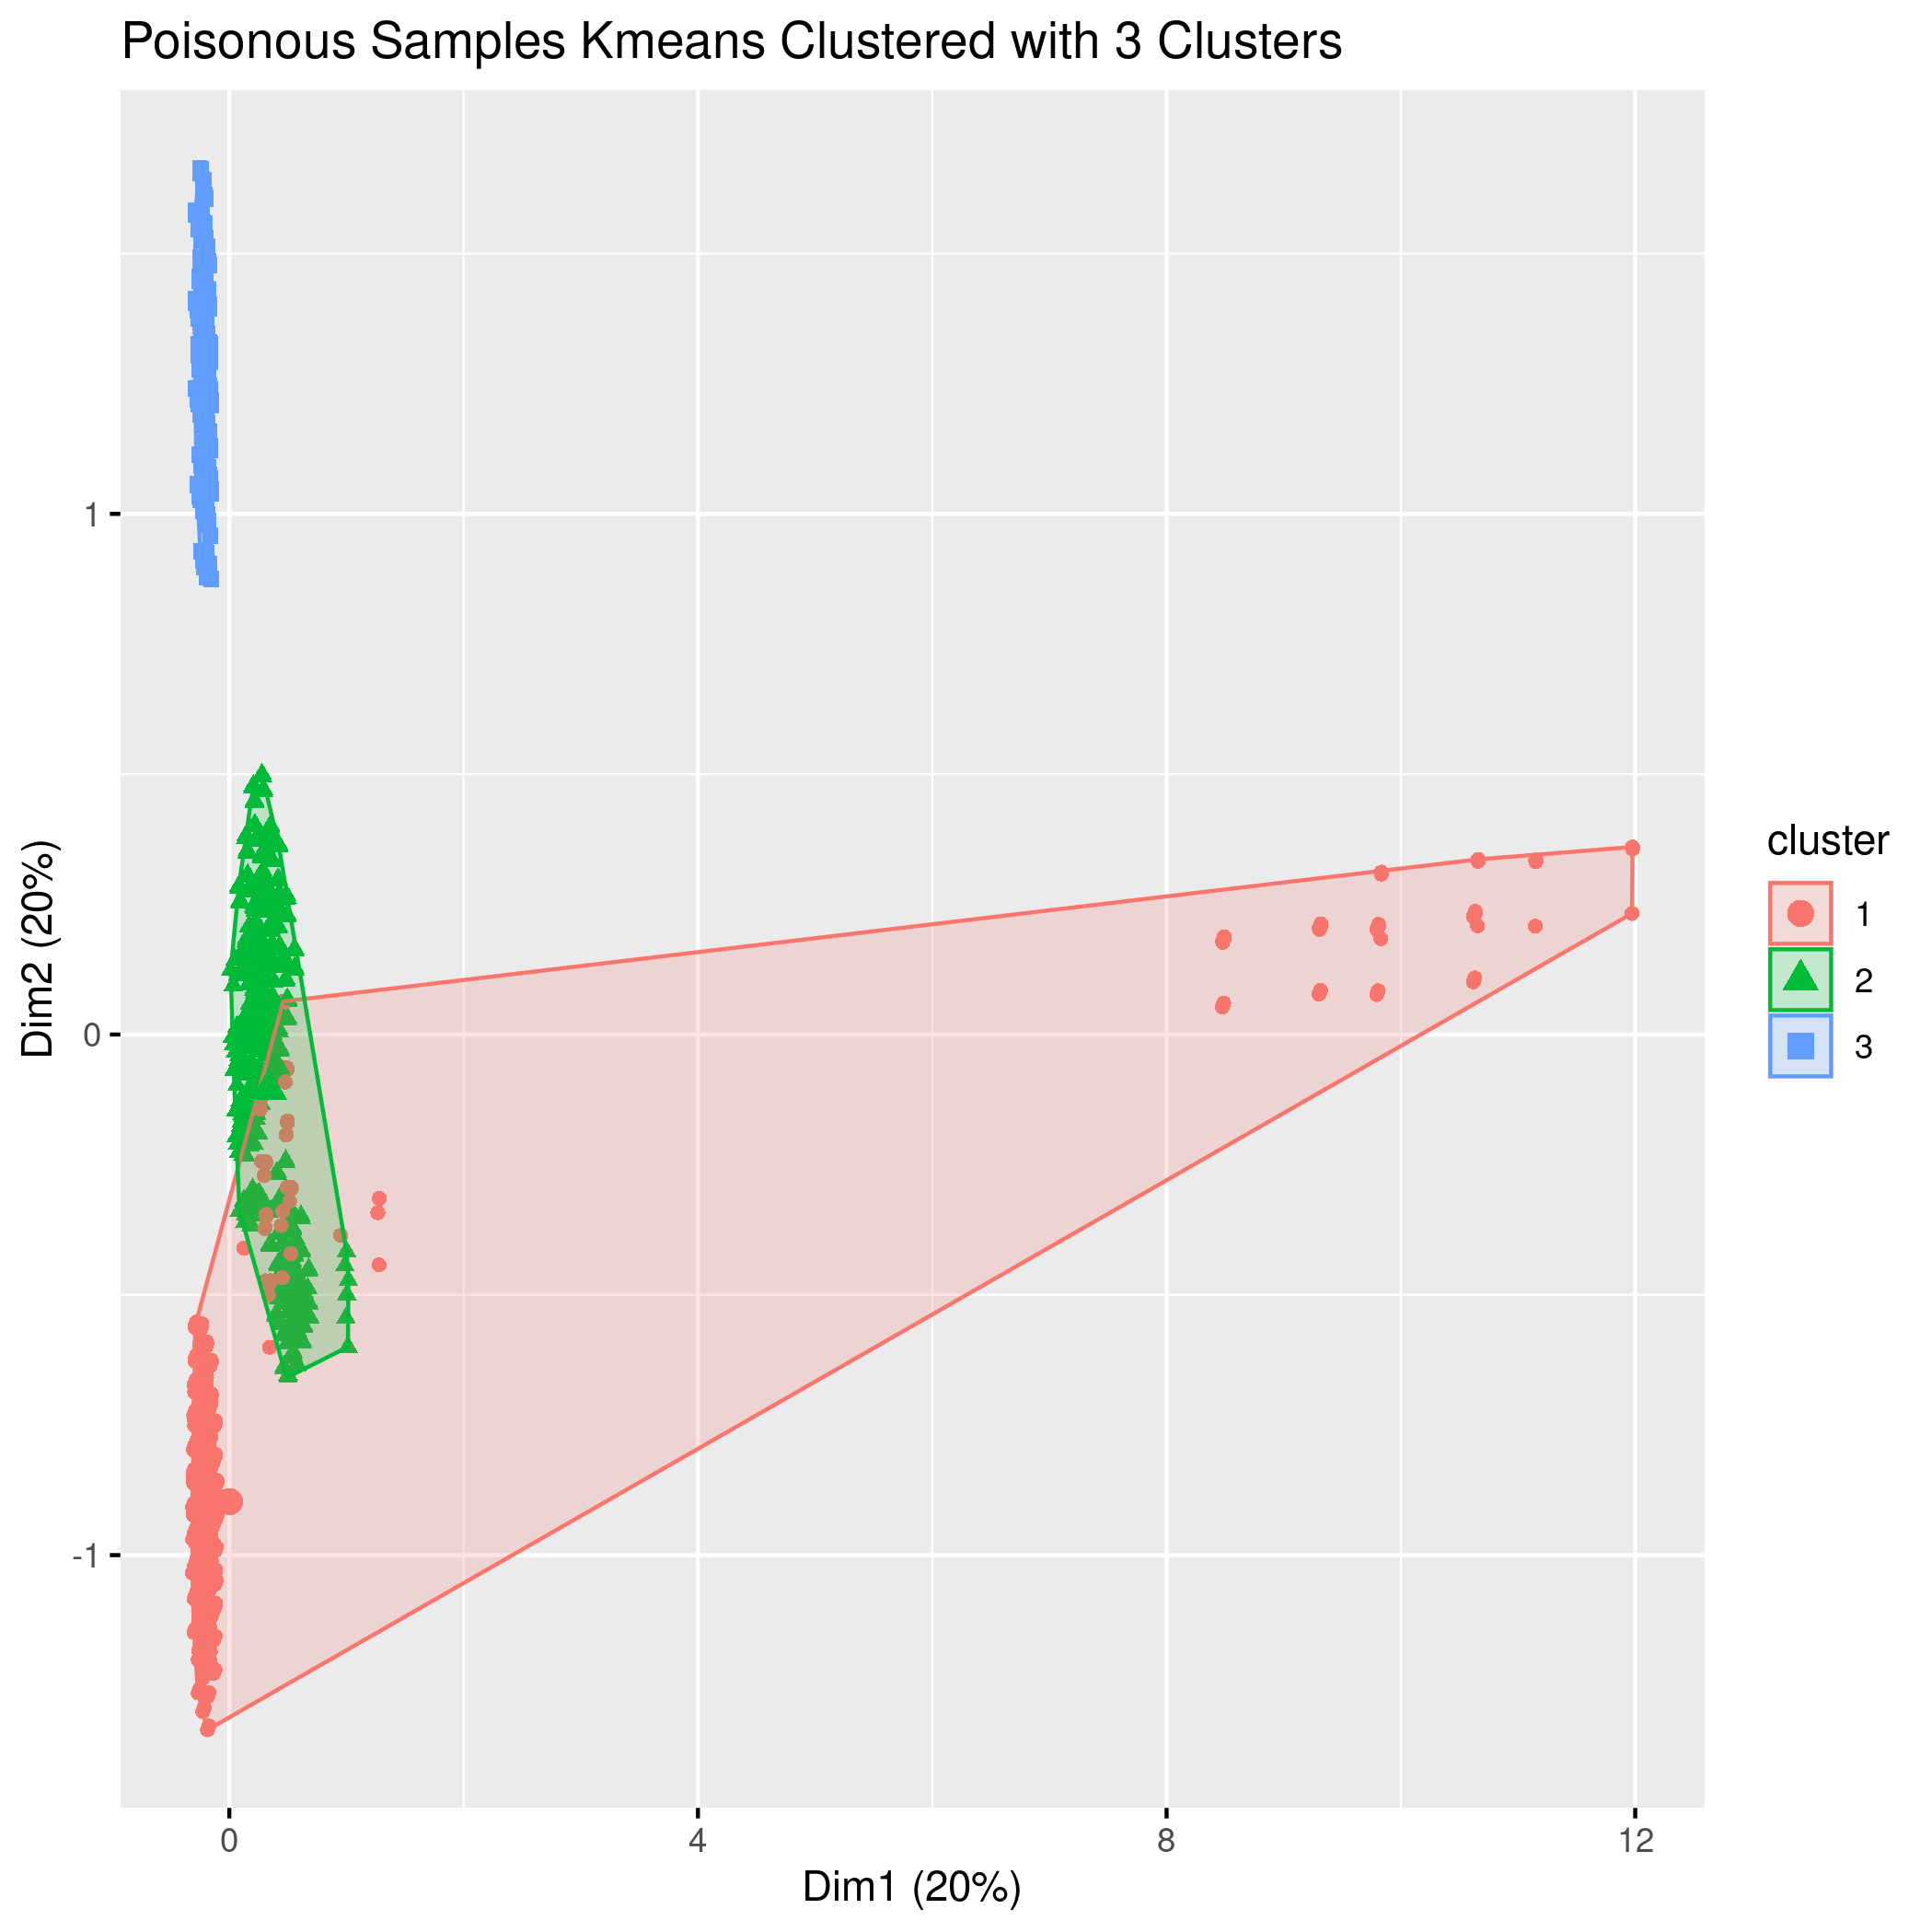 Poisonous Samples Kmeans Clustered with 3 Clusters
1
0
-1
Dim2 (20%)
0
4
8
12
Dim1 (20%)
cluster
1
2
3